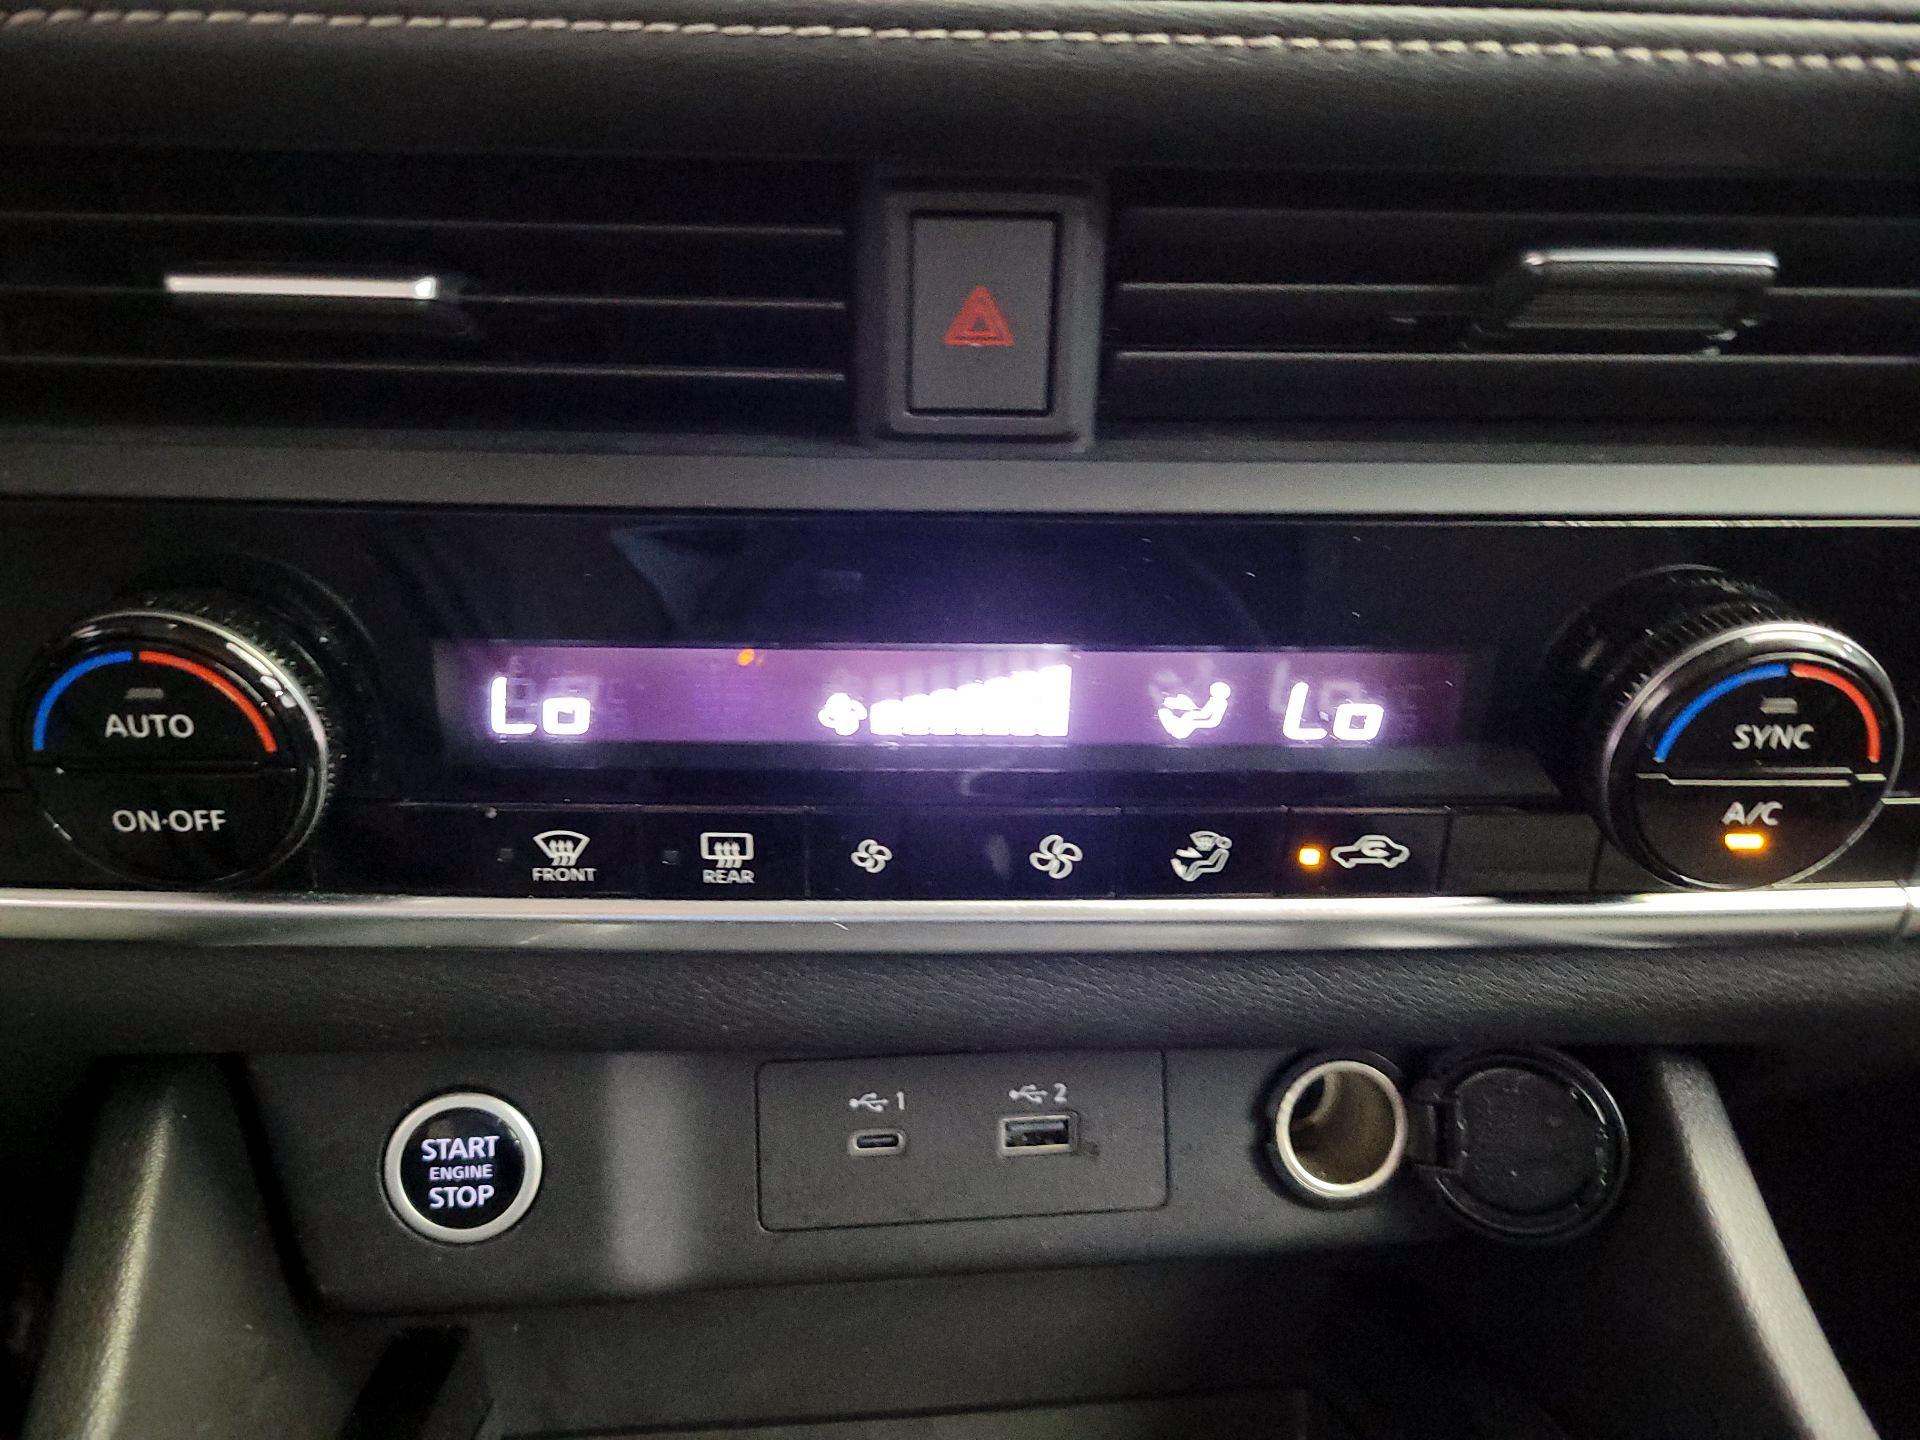 Lo Lo
AUTO
SYNC
ON·OFF
A/C
FRONT
REAR
1
2
START
ENGINE
STOP